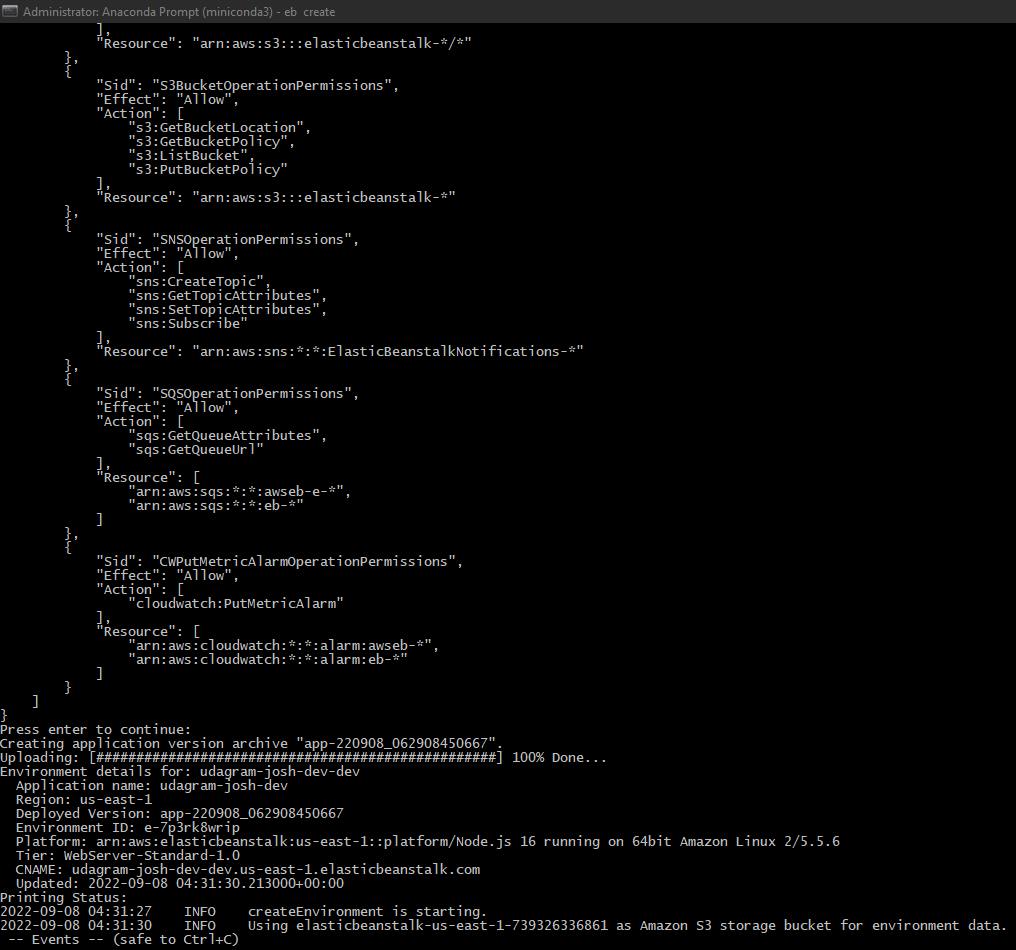 Administrator: Anaconda Prompt (miniconda3) - eb  create
            ],
            "Resource": "arn:aws:s3:::elasticbeanstalk-*/*"
        },
        {
            "Sid": "S3BucketOperationPermissions",
            "Effect": "Allow",
            "Action": [
                "s3:GetBucketLocation",
                "s3:GetBucketPolicy",
                "s3:ListBucket",
                "s3:PutBucketPolicy"
            ],
            "Resource": "arn:aws:s3:::elasticbeanstalk-*"
        },
        {
            "Sid": "SNSOperationPermissions",
            "Effect": "Allow",
            "Action": [
                "sns:CreateTopic",
                "sns:GetTopicAttributes",
                "sns:SetTopicAttributes",
                "sns:Subscribe"
            ],
            "Resource": "arn:aws:sns:*:*:ElasticBeanstalkNotifications-*"
        },
        {
            "Sid": "SQSOperationPermissions",
            "Effect": "Allow",
            "Action": [
                "sqs:GetQueueAttributes",
                "sqs:GetQueueUrl"
            ],
            "Resource": [
                "arn:aws:sqs:*:*:awseb-e-*",
                "arn:aws:sqs:*:*:eb-*"
            ]
        },
        {
            "Sid": "CWPutMetricAlarmOperationPermissions",
            "Effect": "Allow",
            "Action": [
                "cloudwatch:PutMetricAlarm"
            ],
            "Resource": [
                "arn:aws:cloudwatch:*:*:alarm:awseb-*",
                "arn:aws:cloudwatch:*:*:alarm:eb-*"
            ]
        }
    ]
}
Press enter to continue:
Creating application version archive "app-220908_062908450667".
Uploading: [##################################################] 100% Done...
Environment details for: udagram-josh-dev-dev
  Application name: udagram-josh-dev
  Region: us-east-1
  Deployed Version: app-220908_062908450667
  Environment ID: e-7p3rk8wrip
  Platform: arn:aws:elasticbeanstalk:us-east-1::platform/Node.js 16 running on 64bit Amazon Linux 2/5.5.6
  Tier: WebServer-Standard-1.0
  CNAME: udagram-josh-dev-dev.us-east-1.elasticbeanstalk.com
  Updated: 2022-09-08 04:31:30.213000+00:00
Printing Status:
2022-09-08 04:31:27    INFO    createEnvironment is starting.
2022-09-08 04:31:30    INFO    Using elasticbeanstalk-us-east-1-739326336861 as Amazon S3 storage bucket for environment data.
 -- Events -- (safe to Ctrl+C)